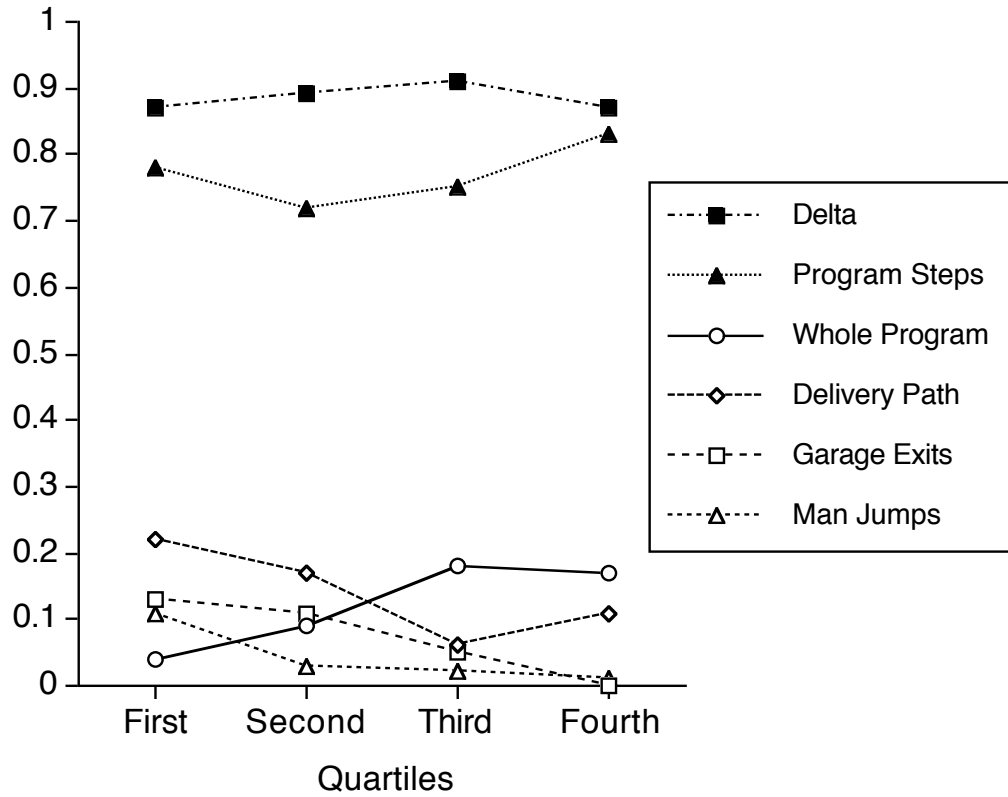 1
0.9
0.8
0.7
0.6
0.5
0.4
0.3
0.2
0.1
0
First Second Third Fourth
Quartiles
Delta
Program Steps
Whole Program
Delivery Path
Garage Exits
Man Jumps